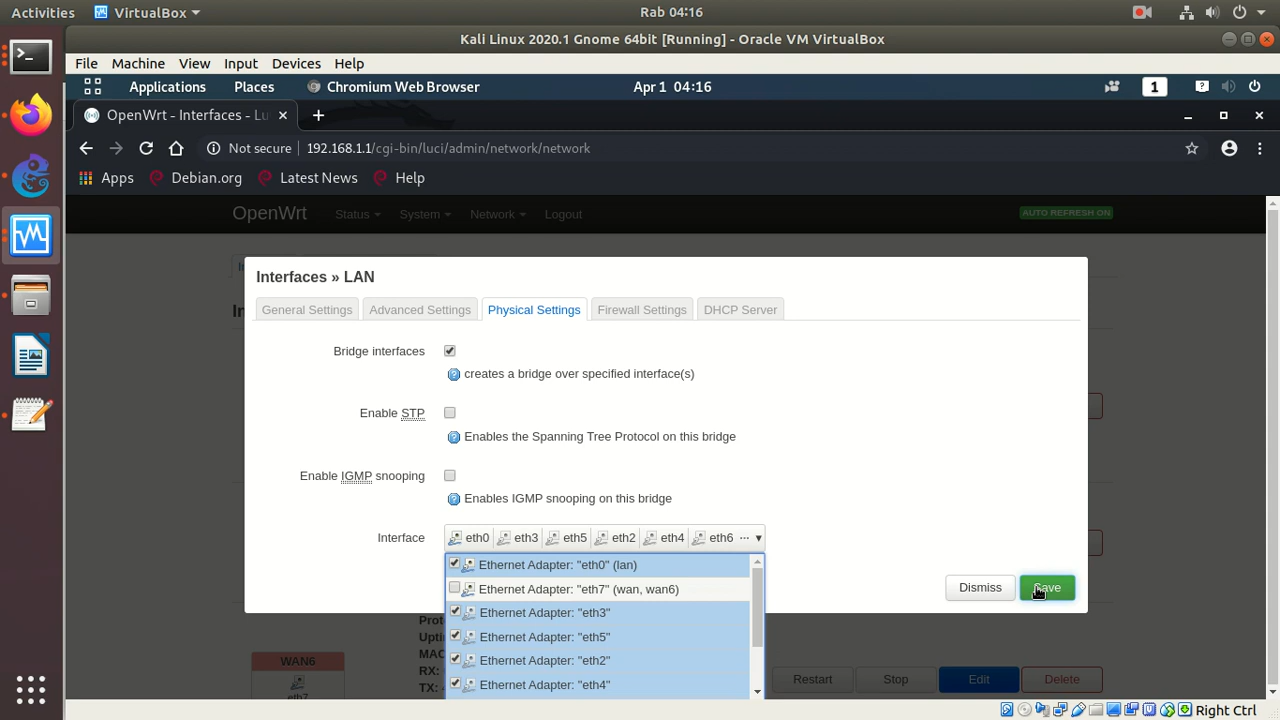 Activities VirtualBox Rab 04:16
Kali Linux 2020.1 Gnome 64bit [Running] - Oracle VM VirtualBox
File Machine View Input Devices Help
Applications Places Chromium Web Browser Apr 1 04:16 1
OpenWrt - Interfaces - Lu
Not secure 192.168.1.1/cgi-bin/luci/admin/network/network
Apps Debian.org Latest News Help
OpenWrt Status System Network Logout AUTO REFRESH ON
Interfaces » LAN
General Settings Advanced Settings Physical Settings Firewall Settings DHCP Server
Bridge interfaces
creates a bridge over specified interface(s)
Enable STP
Enables the Spanning Tree Protocol on this bridge
Enable IGMP snooping
Enables IGMP snooping on this bridge
Interface eth0 eth3 eth5 eth2 eth4 eth6 ···
Ethernet Adapter: "eth0" (lan)
Ethernet Adapter: "eth7" (wan, wan6)
Ethernet Adapter: "eth3"
Ethernet Adapter: "eth5"
Ethernet Adapter: "eth2"
Ethernet Adapter: "eth4"
Dismiss Save
MAC
RX:
TX:
WAN6
eth7
Restart Stop Edit Delete
Right Ctrl